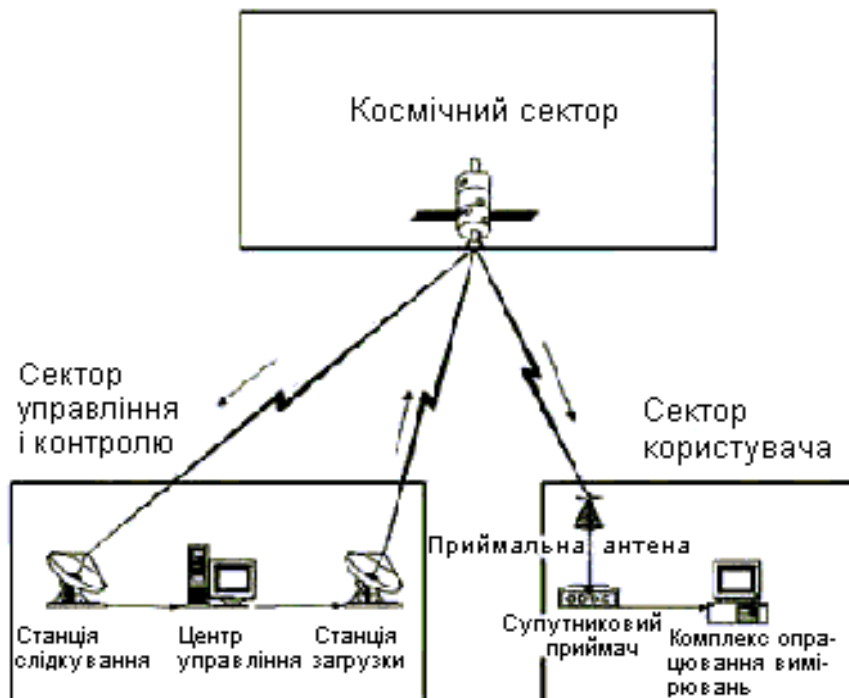 Космічний сектор
Сектор
управління
і контролю
Сектор
користувача
Приймальна антена
Станція
слідкування
Центр
управління
Станція
загрузки
Супутниковий
приймач
Комплекс опра-
цювання вимі-
рювань